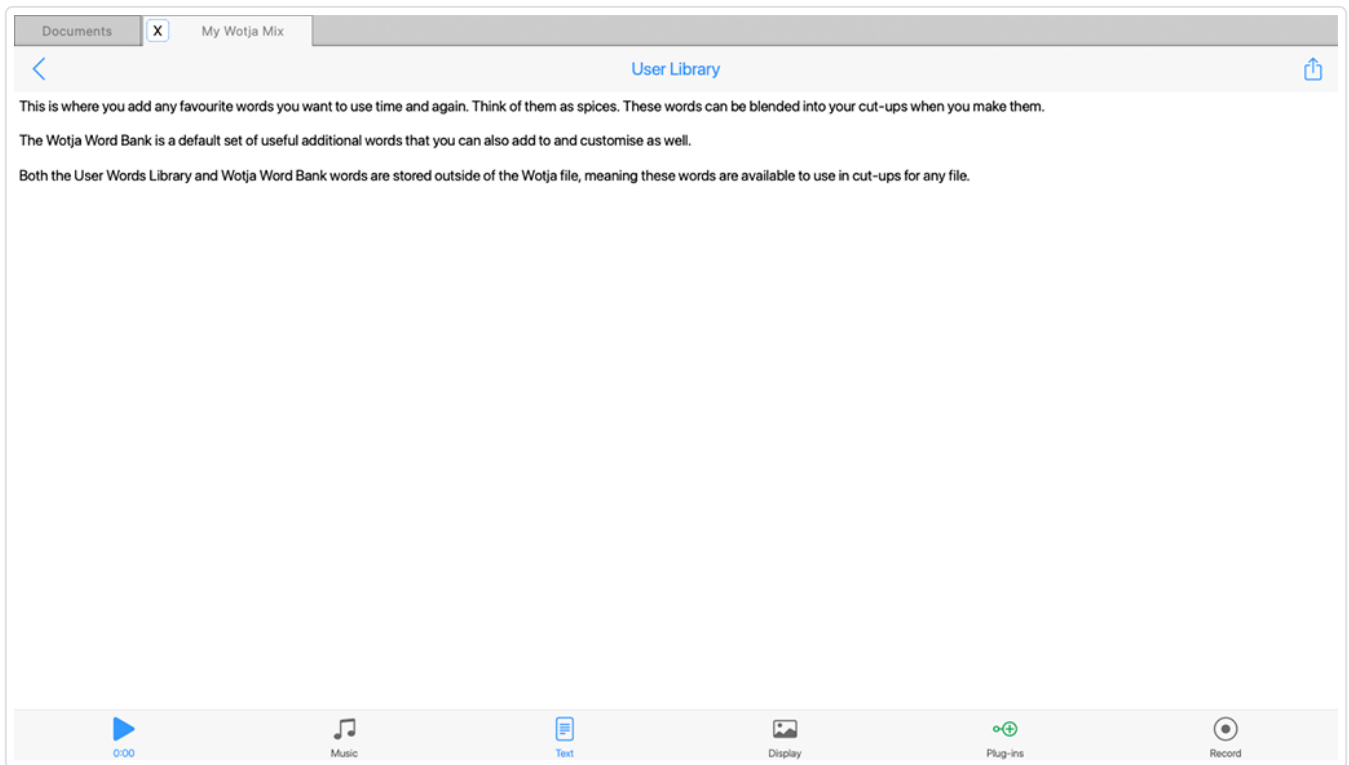 Documents
X
My Wotja Mix
User Library
This is where you add any favourite words you want to use time and again. Think of them as spices. These words can be blended into your cut-ups when you make them.
The Wotja Word Bank is a default set of useful additional words that you can also add to and customise as well.
Both the User Words Library and Wotja Word Bank words are stored outside of the Wotja file, meaning these words are available to use in cut-ups for any file.
0:00
Music
Text
Display
Plug-ins
Record